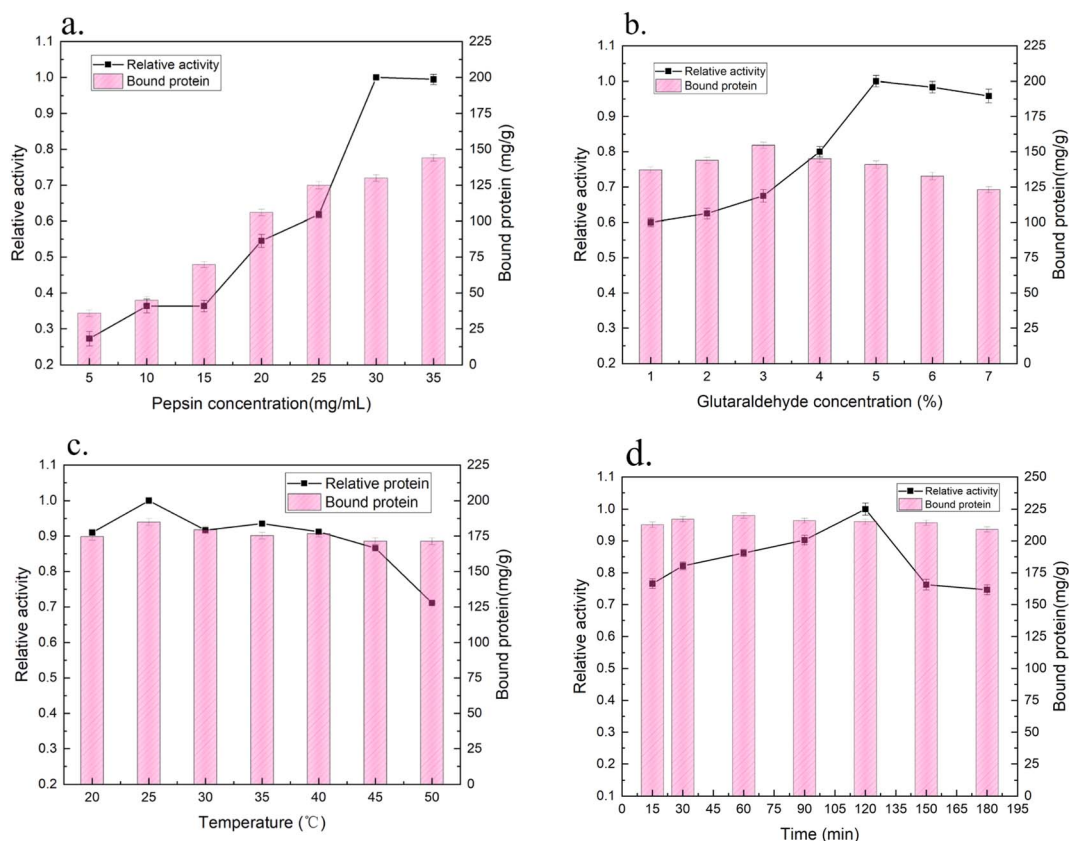 a.
Relative activity
Bound protein
1.1
1.0
0.9
0.8
0.7
0.6
0.5
0.4
0.3
0.2
225
200
175
150
125
100
75
50
25
0
Relative activity
Bound protein (mg/g)
5 10 15 20 25 30 35
Pepsin concentration(mg/mL)
b.
Relative activity
Bound protein
1.1
1.0
0.9
0.8
0.7
0.6
0.5
0.4
0.3
0.2
225
200
175
150
125
100
75
50
25
0
Relative activity
Bound protein (mg/g)
1 2 3 4 5 6 7
Glutaraldehyde concentration (%)
c.
Relative protein
Bound protein
1.1
1.0
0.9
0.8
0.7
0.6
0.5
0.4
0.3
0.2
225
200
175
150
125
100
75
50
25
0
Relative activity
Bound protein(mg/g)
20 25 30 35 40 45 50
Temperature (℃)
d.
Relative activity
Bound protein
1.1
1.0
0.9
0.8
0.7
0.6
0.5
0.4
0.3
0.2
0.1
250
225
200
175
150
125
100
75
50
25
0
Relative activity
Bound protein(mg/g)
0 15 30 45 60 75 90 105 120 135 150 165 180 195
Time (min)